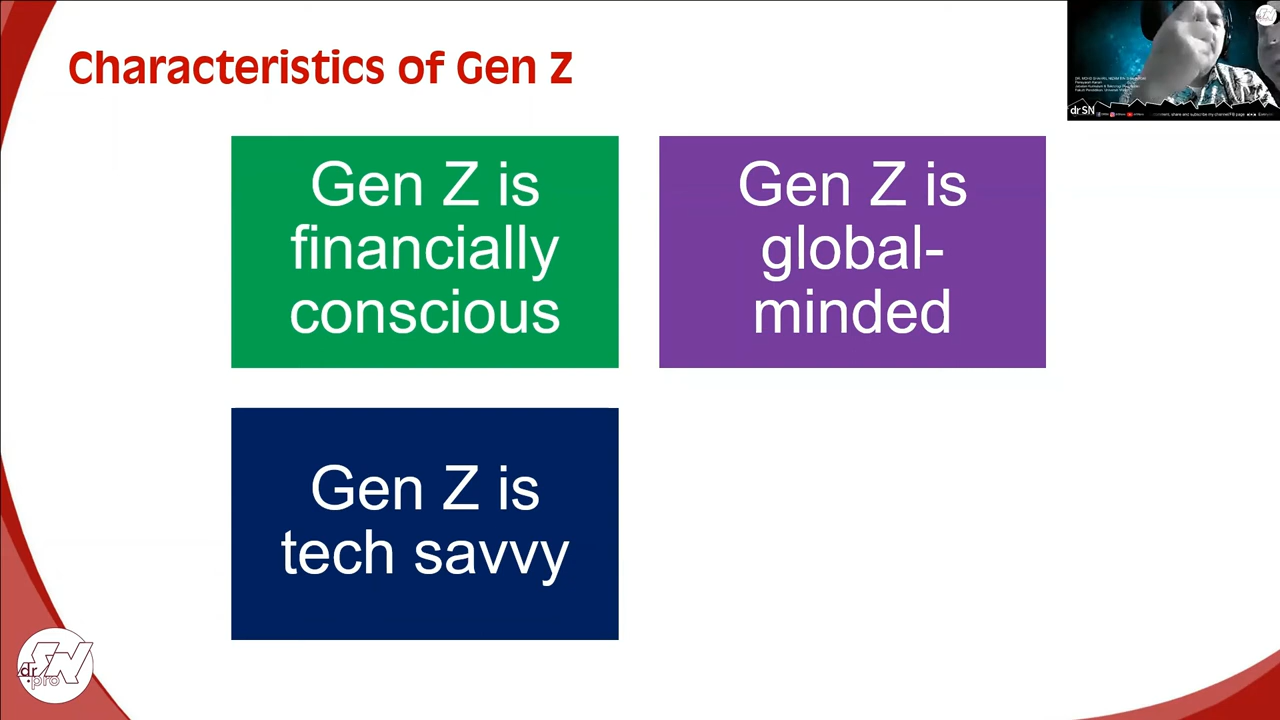 Characteristics of Gen Z
Gen Z is
financially
conscious
Gen Z is
global-
minded
Gen Z is
tech savvy
dr SN
dr
.pro